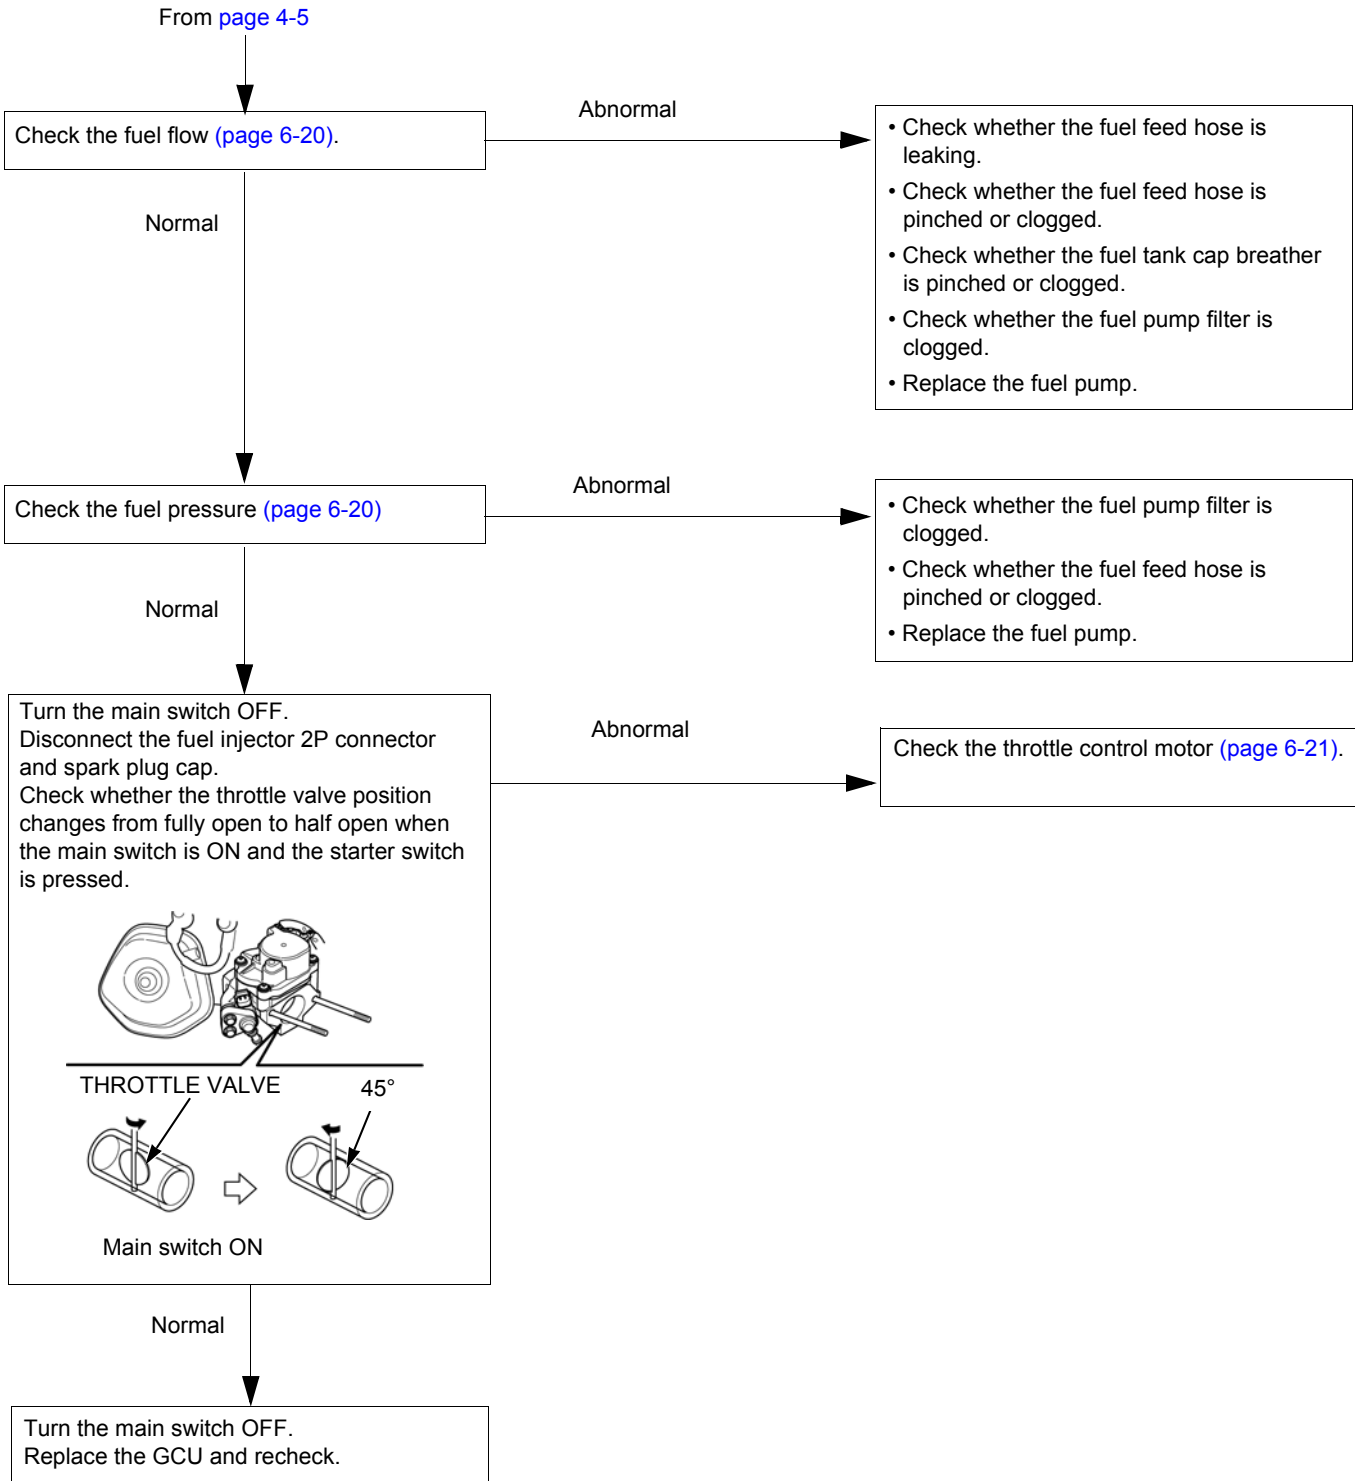 From page 4-5
Check the fuel flow (page 6-20).
Abnormal
• Check whether the fuel feed hose is
leaking.
• Check whether the fuel feed hose is
pinched or clogged.
• Check whether the fuel tank cap breather
is pinched or clogged.
• Check whether the fuel pump filter is
clogged.
• Replace the fuel pump.
Normal
Check the fuel pressure (page 6-20)
Abnormal
• Check whether the fuel pump filter is
clogged.
• Check whether the fuel feed hose is
pinched or clogged.
• Replace the fuel pump.
Normal
Turn the main switch OFF.
Disconnect the fuel injector 2P connector
and spark plug cap.
Check whether the throttle valve position
changes from fully open to half open when
the main switch is ON and the starter switch
is pressed.
Abnormal
Check the throttle control motor (page 6-21).
THROTTLE VALVE
45°
Main switch ON
Normal
Turn the main switch OFF.
Replace the GCU and recheck.